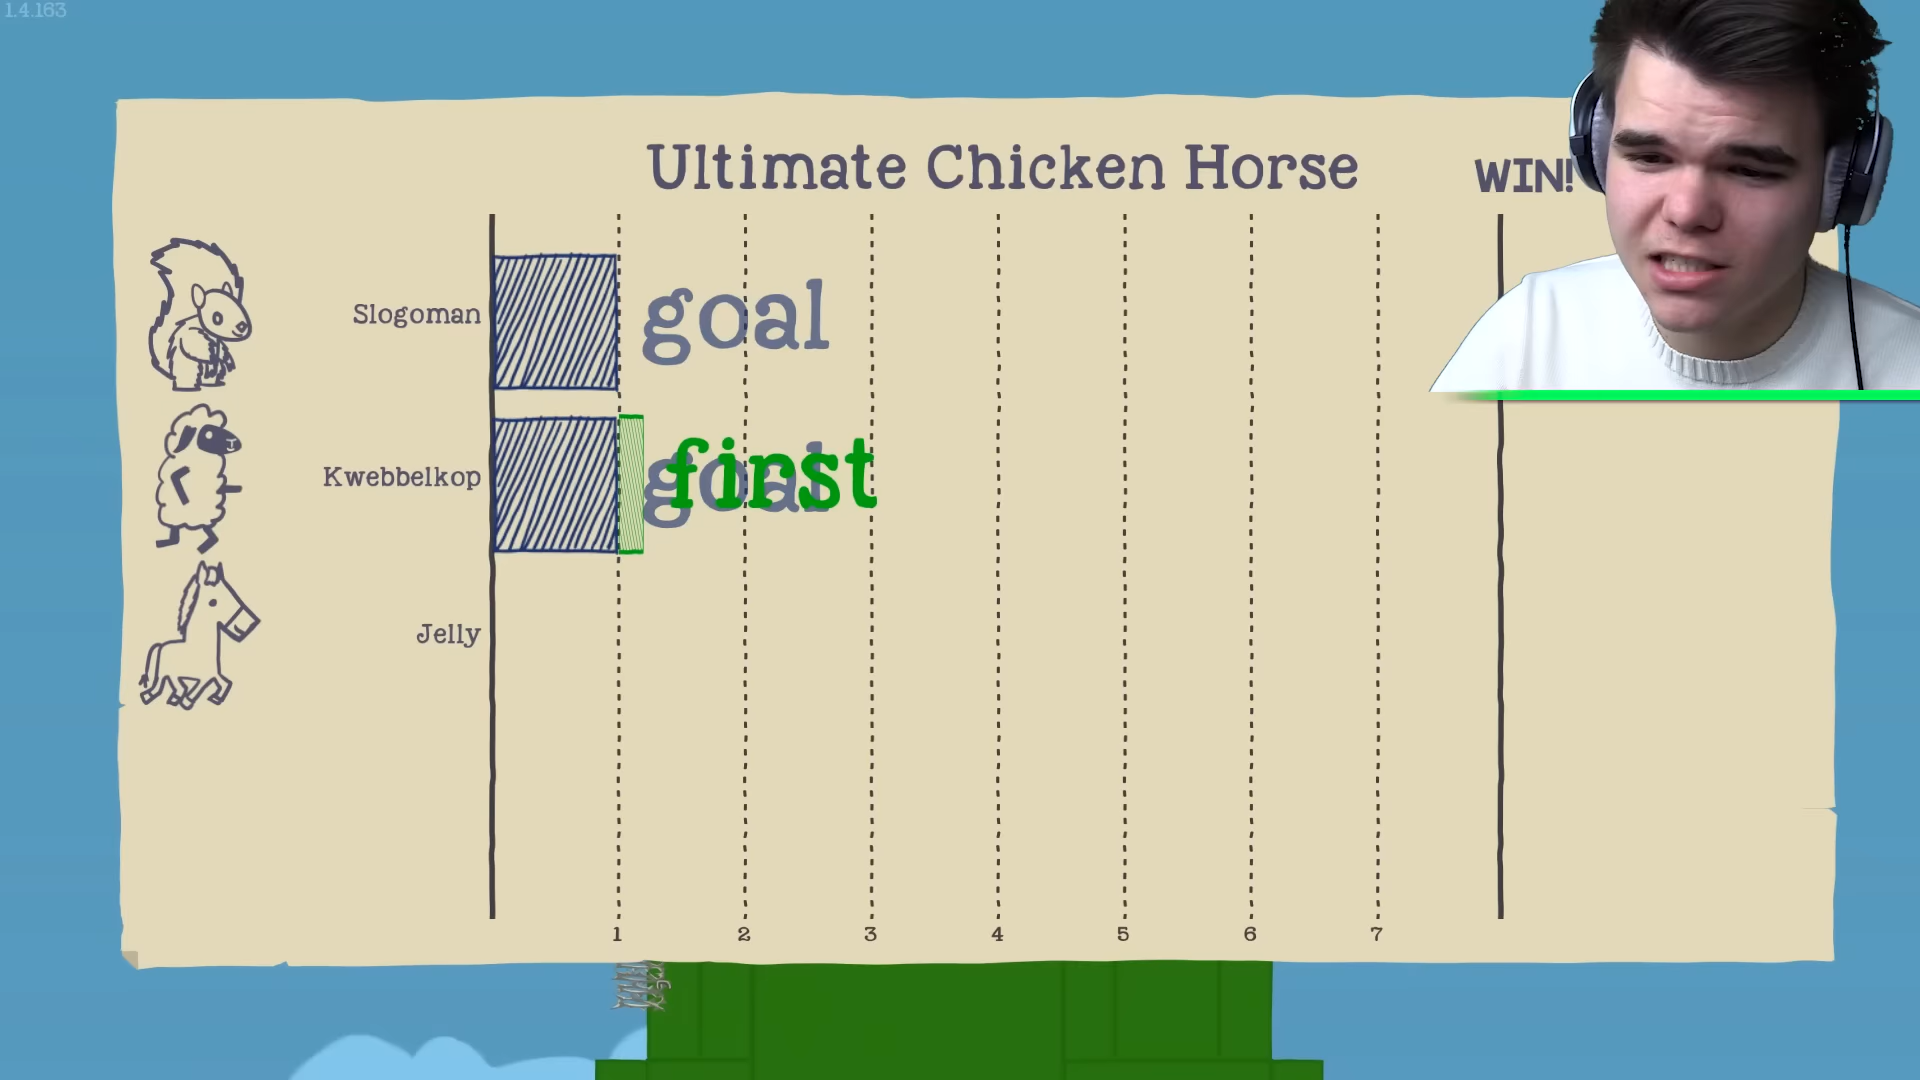 1.4.163
Ultimate Chicken Horse
WIN!
Slogoman
goal
Kwebbelkop
goal
first
Jelly
1 2 3 4 5 6 7